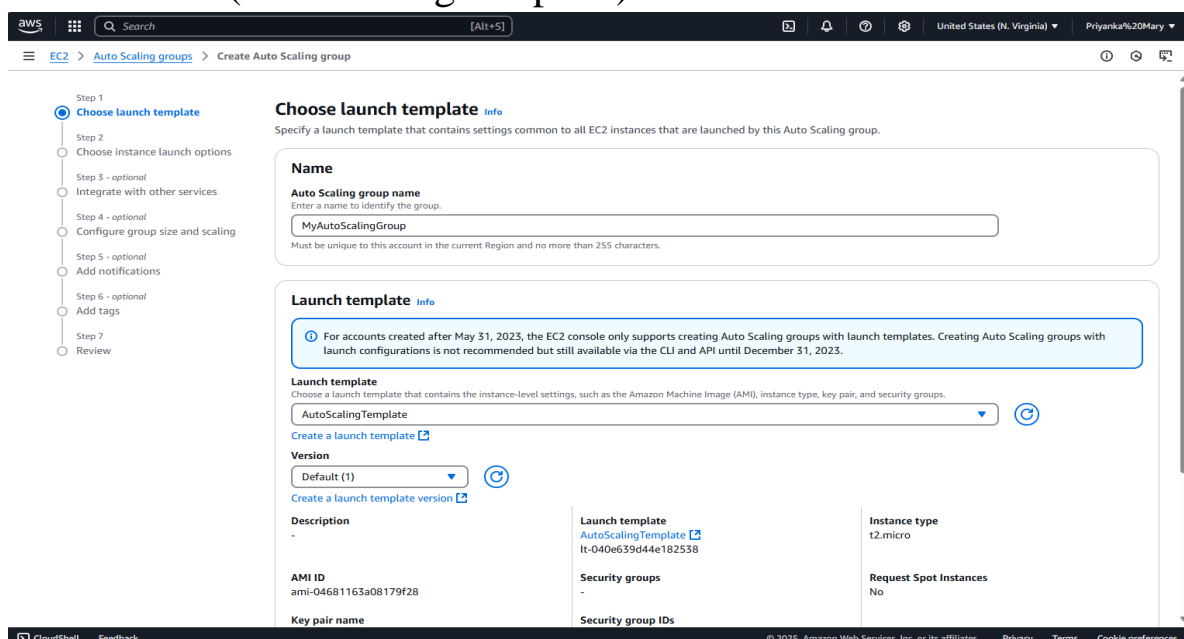 aws
Search [Alt+S]
United States (N. Virginia) ▼ Priyanka%20Mary ▼
EC2 > Auto Scaling groups > Create Auto Scaling group
Step 1
Choose launch template
Step 2
Choose instance launch options
Step 3 - optional
Integrate with other services
Step 4 - optional
Configure group size and scaling
Step 5 - optional
Add notifications
Step 6 - optional
Add tags
Step 7
Review
Choose launch template Info
Specify a launch template that contains settings common to all EC2 instances that are launched by this Auto Scaling group.
Name
Auto Scaling group name
Enter a name to identify the group.
MyAutoScalingGroup
Must be unique to this account in the current Region and no more than 255 characters.
Launch template Info
For accounts created after May 31, 2023, the EC2 console only supports creating Auto Scaling groups with launch templates. Creating Auto Scaling groups with
launch configurations is not recommended but still available via the CLI and API until December 31, 2023.
Launch template
Choose a launch template that contains the instance-level settings, such as the Amazon Machine Image (AMI), instance type, key pair, and security groups.
AutoScalingTemplate
Create a launch template
Version
Default (1)
Create a launch template version
Description
-
Launch template
AutoScalingTemplate
lt-040e639d44e182538
Instance type
t2.micro
AMI ID
ami-04681163a08179f28
Security groups
-
Request Spot Instances
No
Key pair name
Security group IDs
CloudShell Feedback © 2025, Amazon Web Services, Inc. or its affiliates. Privacy Terms Cookie preferences